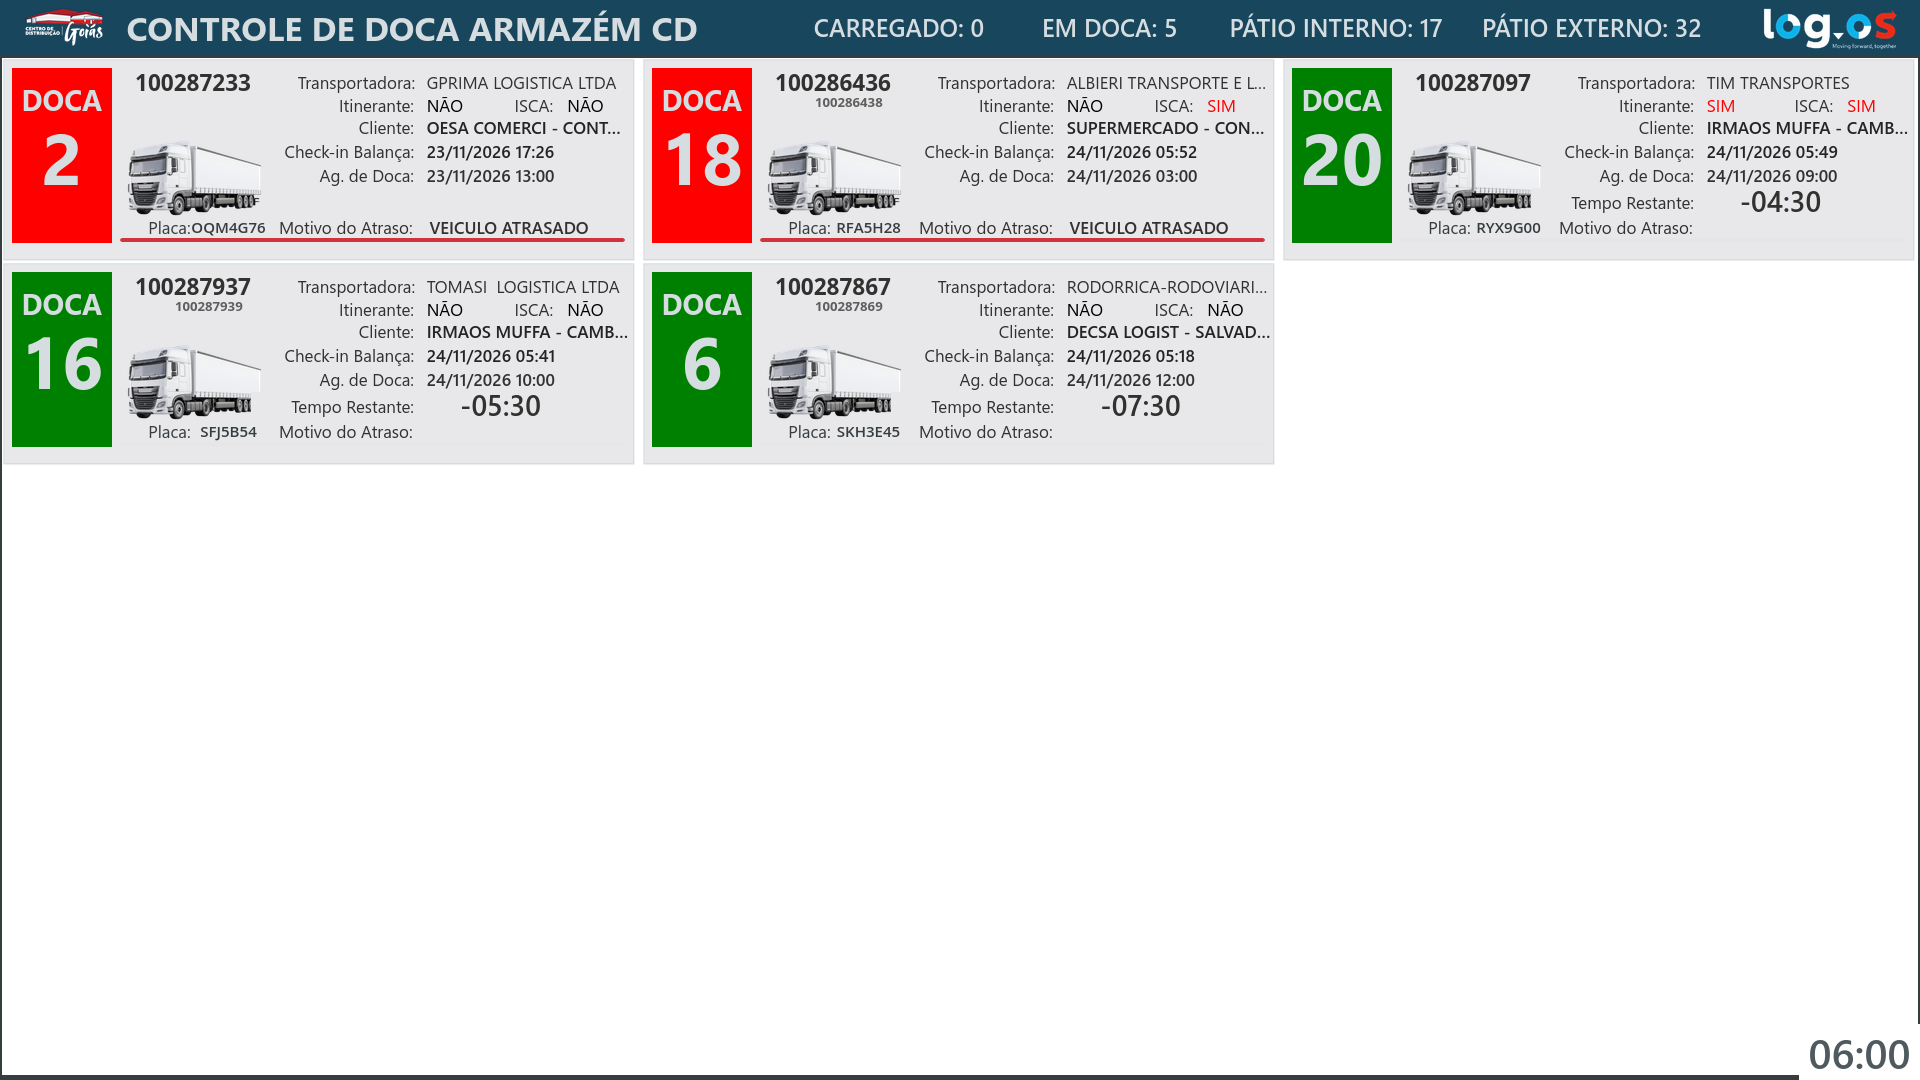 CENTRO DE DISTRIBUIÇÃO Goiás
CONTROLE DE DOCA ARMAZÉM CD
CARREGADO: 0
EM DOCA: 5
PÁTIO INTERNO: 17
PÁTIO EXTERNO: 32
log.os
Moving forward, together
DOCA
2
100287233
Transportadora: GPRIMA LOGISTICA LTDA
Itinerante: NÃO ISCA: NÃO
Cliente: OESA COMERCI - CONT...
Check-in Balança: 23/11/2026 17:26
Ag. de Doca: 23/11/2026 13:00
Placa:OQM4G76 Motivo do Atraso: VEICULO ATRASADO
DOCA
18
100286436
100286438
Transportadora: ALBIERI TRANSPORTE E L...
Itinerante: NÃO ISCA: SIM
Cliente: SUPERMERCADO - CON...
Check-in Balança: 24/11/2026 05:52
Ag. de Doca: 24/11/2026 03:00
Placa: RFA5H28 Motivo do Atraso: VEICULO ATRASADO
DOCA
20
100287097
Transportadora: TIM TRANSPORTES
Itinerante: SIM ISCA: SIM
Cliente: IRMAOS MUFFA - CAMB...
Check-in Balança: 24/11/2026 05:49
Ag. de Doca: 24/11/2026 09:00
Tempo Restante: -04:30
Placa: RYX9G00 Motivo do Atraso:
DOCA
16
100287937
100287939
Transportadora: TOMASI LOGISTICA LTDA
Itinerante: NÃO ISCA: NÃO
Cliente: IRMAOS MUFFA - CAMB...
Check-in Balança: 24/11/2026 05:41
Ag. de Doca: 24/11/2026 10:00
Tempo Restante: -05:30
Placa: SFJ5B54 Motivo do Atraso:
DOCA
6
100287867
100287869
Transportadora: RODORRICA-RODOVIARI...
Itinerante: NÃO ISCA: NÃO
Cliente: DECSA LOGIST - SALVAD...
Check-in Balança: 24/11/2026 05:18
Ag. de Doca: 24/11/2026 12:00
Tempo Restante: -07:30
Placa: SKH3E45 Motivo do Atraso:
06:00